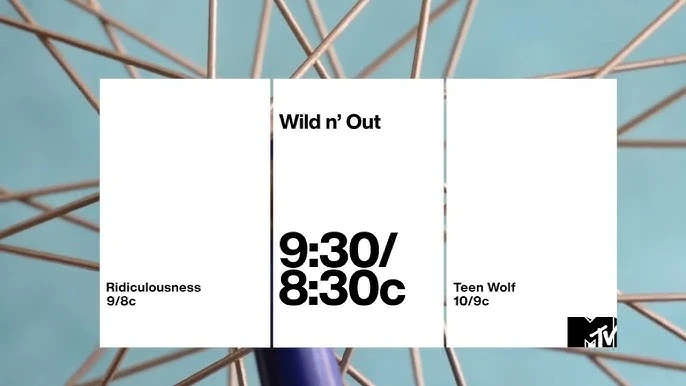 Wild n’ Out
9:30/
8:30c
Ridiculousness
9/8c
Teen Wolf
10/9c
MTV